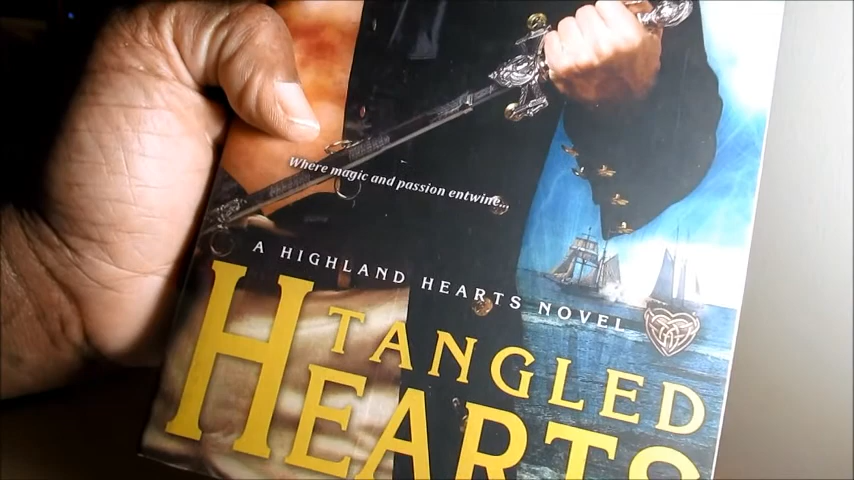 Where magic and passion entwine...
A HIGHLAND HEARTS NOVEL
TANGLED
HEARTS